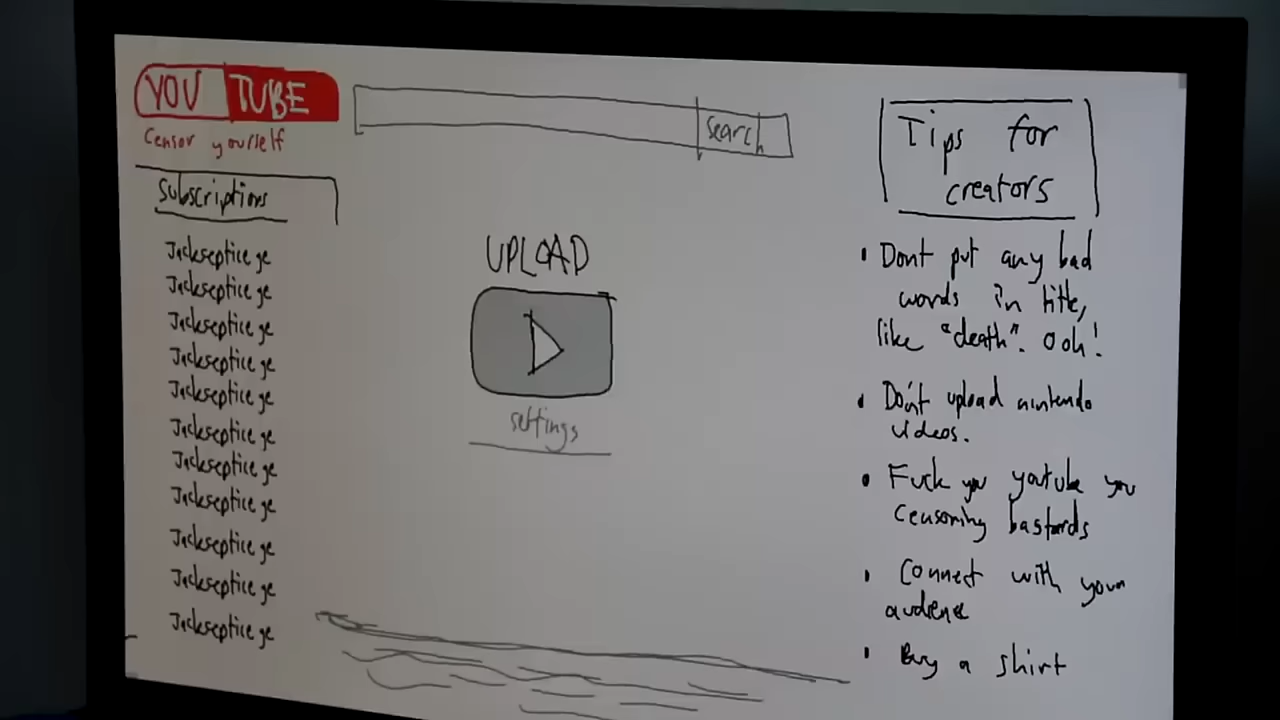 YOU TUBE
Censor yourself
Search
Subscriptions
Jacksepticeye
Jacksepticeye
Jacksepticeye
Jacksepticeye
Jacksepticeye
Jacksepticeye
Jacksepticeye
Jacksepticeye
Jacksepticeye
Jacksepticeye
Jacksepticeye
UPLOAD
settings
Tips for
creators
• Dont put any bad
words in title,
like "death". Ooh!
• Don't upload nintendo
videos.
• Fuck you youtube you
censoring bastards
• Connect with your
audience
• Buy a shirt